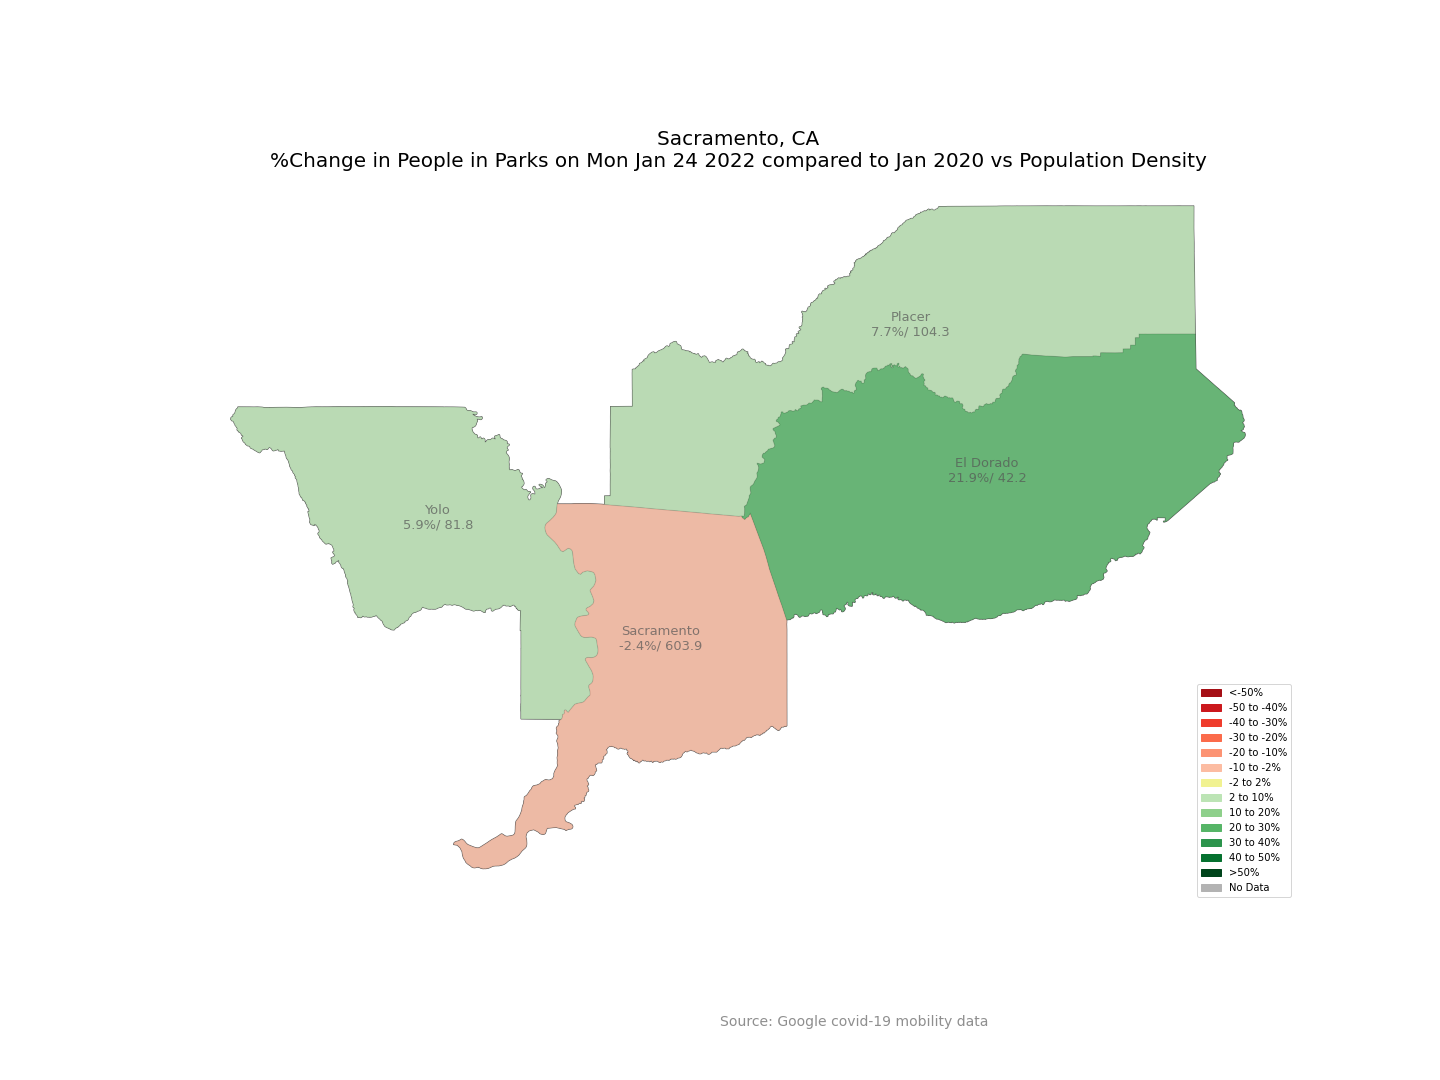 Sacramento, CA
%Change in People in Parks on Mon Jan 24 2022 compared to Jan 2020 vs Population Density
Placer
7.7%/ 104.3
El Dorado
21.9%/ 42.2
Yolo
5.9%/ 81.8
Sacramento
-2.4%/ 603.9
<-50%
-50 to -40%
-40 to -30%
-30 to -20%
-20 to -10%
-10 to -2%
-2 to 2%
2 to 10%
10 to 20%
20 to 30%
30 to 40%
40 to 50%
>50%
No Data
Source: Google covid-19 mobility data